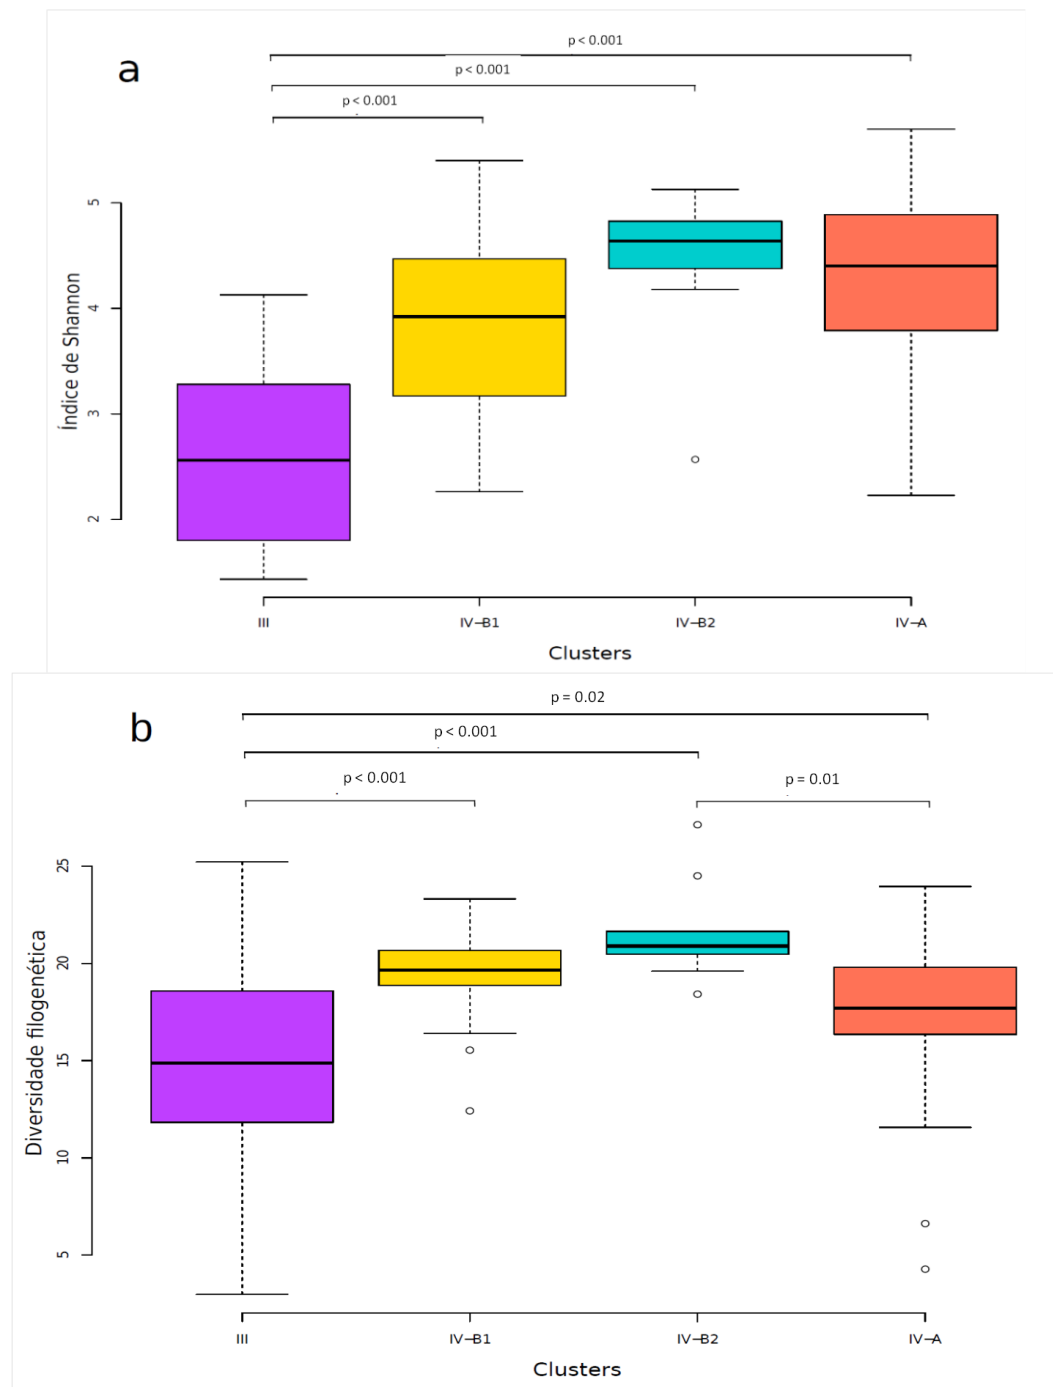 a
p < 0.001
p < 0.001
p < 0.001
Índice de Shannon
5
4
3
2
III
IV–B1
IV–B2
IV–A
Clusters
b
p = 0.02
p < 0.001
p < 0.001
p = 0.01
Diversidade filogenética
25
20
15
10
5
III
IV–B1
IV–B2
IV–A
Clusters